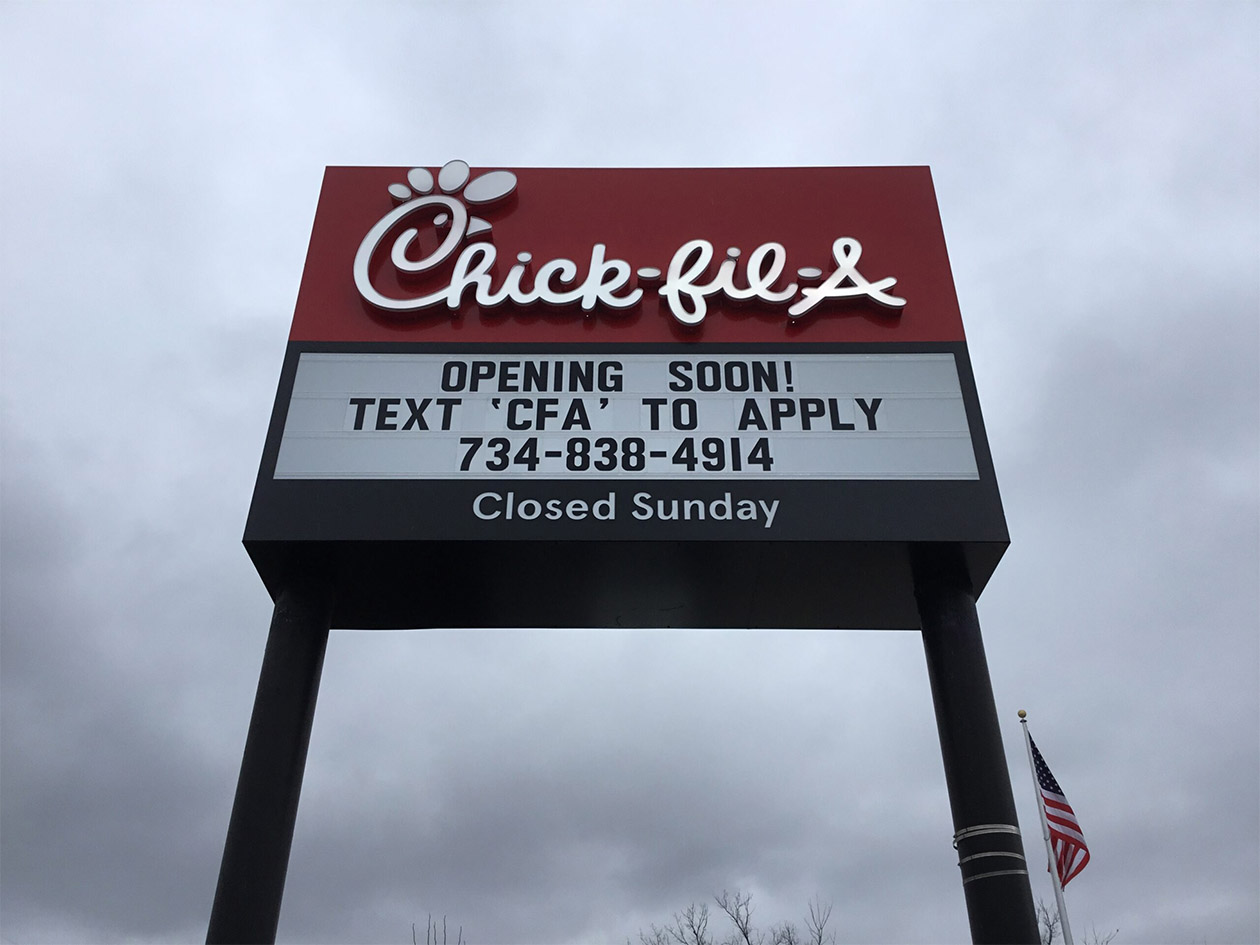 Chick-fil-A
OPENING SOON!
TEXT 'CFA' TO APPLY
734-838-4914
Closed Sunday